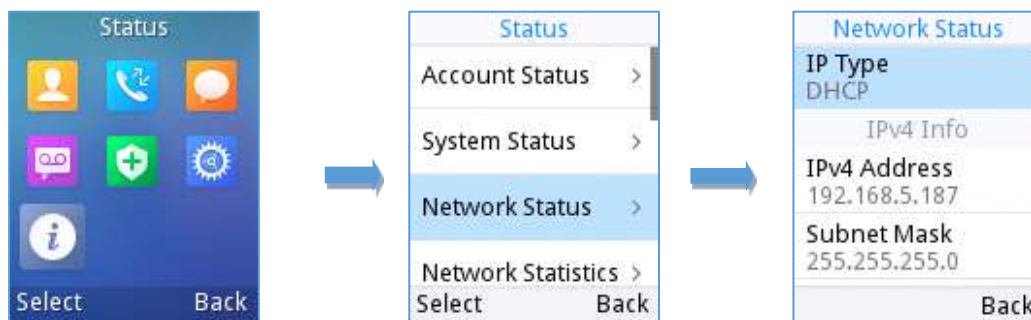 Status
Select Back
Status
Account Status
System Status
Network Status
Network Statistics
Select Back
Network Status
IP Type
DHCP
IPv4 Info
IPv4 Address
192.168.5.187
Subnet Mask
255.255.255.0
Back